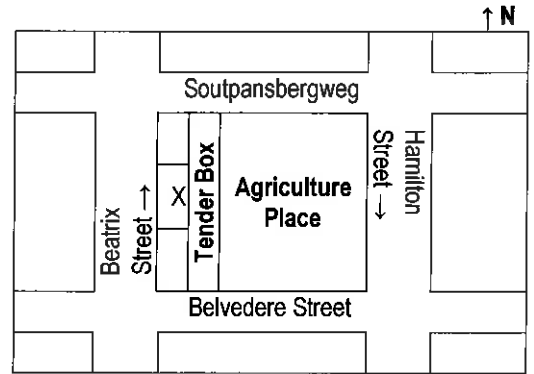 ↑ N
Soutpansbergweg
Beatrix
Street →
X
Tender Box
Agriculture
Place
Hamilton
Street →
Belvedere Street